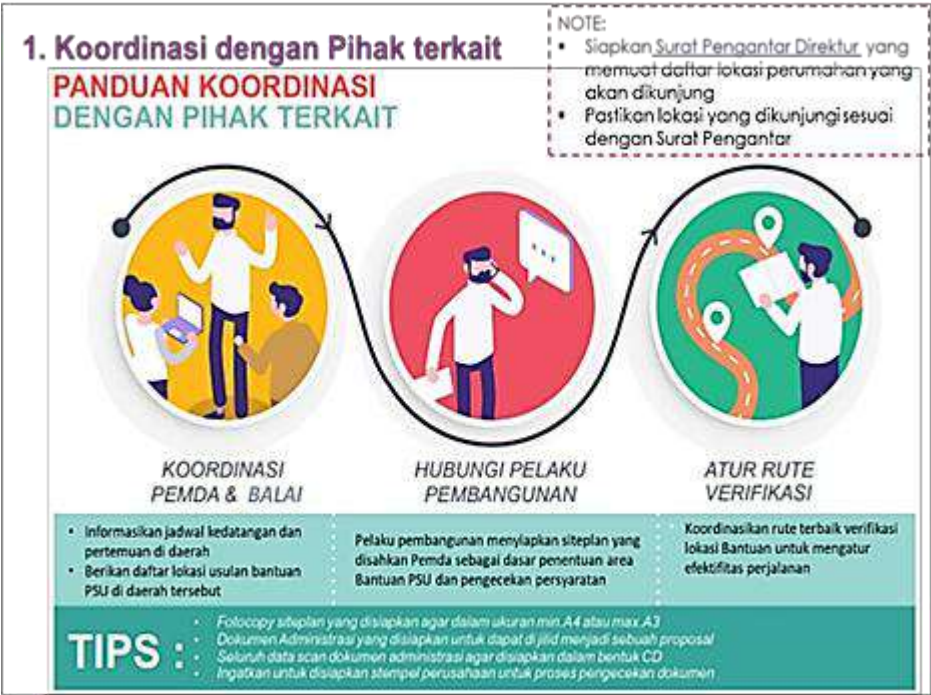 1. Koordinasi dengan Pihak terkait
NOTE:
• Siapkan Surat Pengantar Direktur yang
memuat daftar lokasi perumahan yang
akan dikunjung
• Pastikan lokasi yang dikunjungi sesuai
dengan Surat Pengantar
PANDUAN KOORDINASI
DENGAN PIHAK TERKAIT
KOORDINASI
PEMDA & BALAI
HUBUNGI PELAKU
PEMBANGUNAN
ATUR RUTE
VERIFIKASI
• Informasikan jadwal kedatangan dan
pertemuan di daerah
• Berikan daftar lokasi usulan bantuan
PSU di daerah tersebut
Pelaku pembangunan menyiapkan siteplan yang
disahkan Pemda sebagai dasar penentuan area
Bantuan PSU dan pengecekan persyaratan
Koordinasikan rute terbaik verifikasi
lokasi Bantuan untuk mengatur
efektifitas perjalanan
TIPS :
• Fotocopy siteplan yang disiapkan agar dalam ukuran min.A4 atau max.A3
• Dokumen Administrasi yang disiapkan untuk dapat di jilid menjadi sebuah proposal
• Seluruh data scan dokumen administrasi agar disiapkan dalam bentuk CD
• Ingatkan untuk disiapkan stempel perusahaan untuk proses pengecekan dokumen